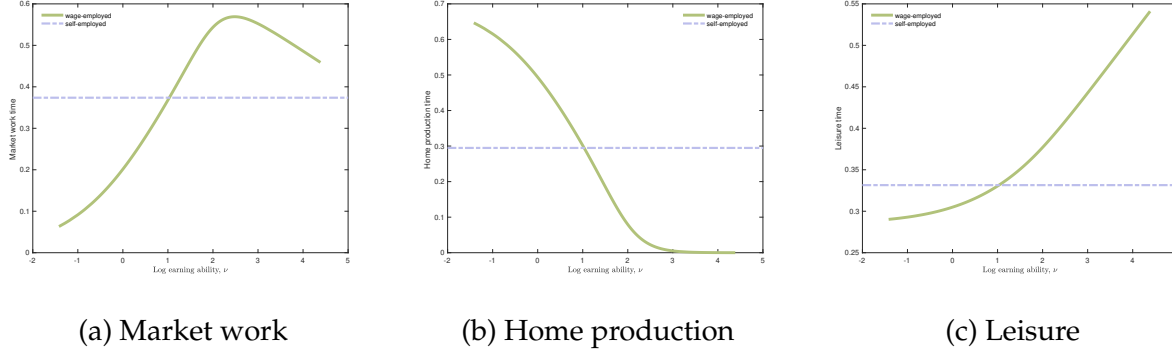 0.6
wage-employed
self-employed
0.5
0.4
Market work time
0.3
0.2
0.1
0
-2 -1 0 1 2 3 4 5
Log earning ability, ν
(a) Market work
0.7
wage-employed
self-employed
0.6
0.5
0.4
Home production time
0.3
0.2
0.1
0
-2 -1 0 1 2 3 4 5
Log earning ability, ν
(b) Home production
0.55
wage-employed
self-employed
0.5
0.45
Leisure time
0.4
0.35
0.3
0.25
-2 -1 0 1 2 3 4
Log earning ability, ν
(c) Leisure